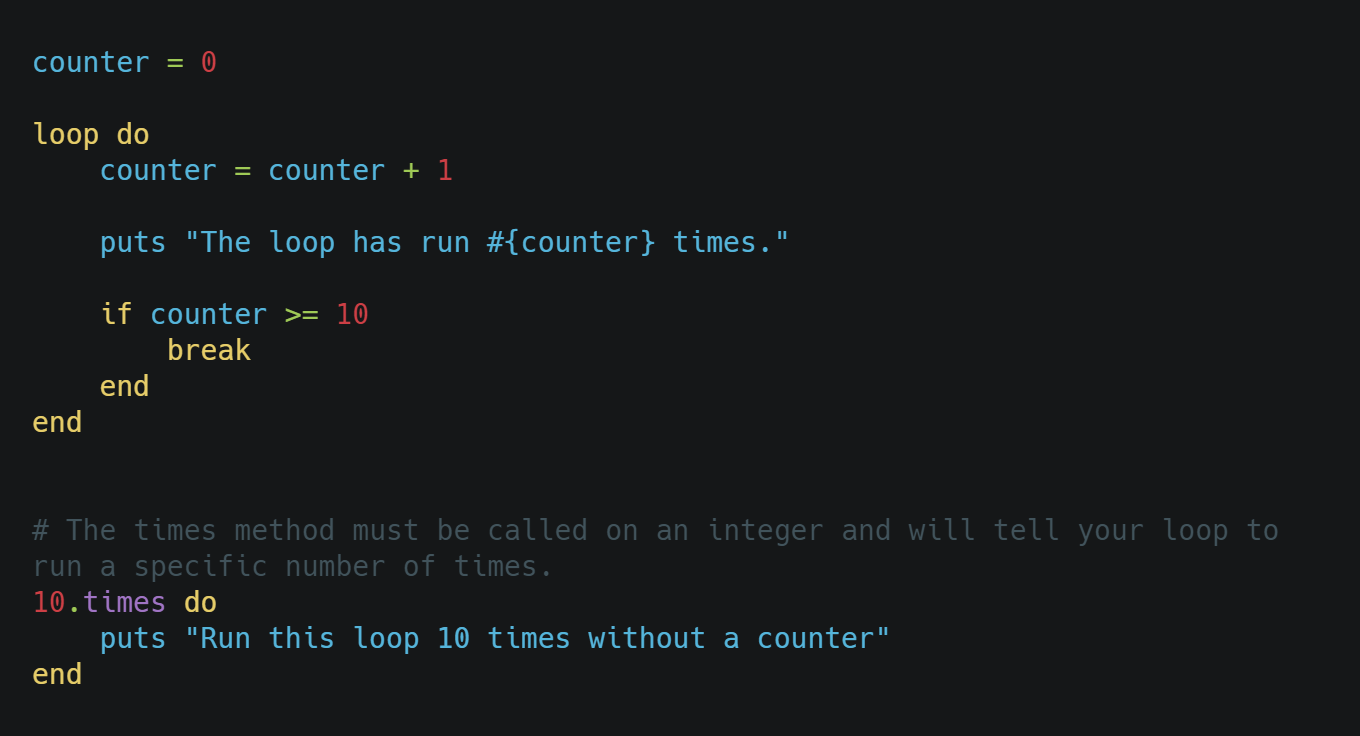 counter = 0
loop do
    counter = counter + 1
    puts "The loop has run #{counter} times."
    if counter >= 10
        break
    end
end
# The times method must be called on an integer and will tell your loop to
run a specific number of times.
10.times do
    puts "Run this loop 10 times without a counter"
end